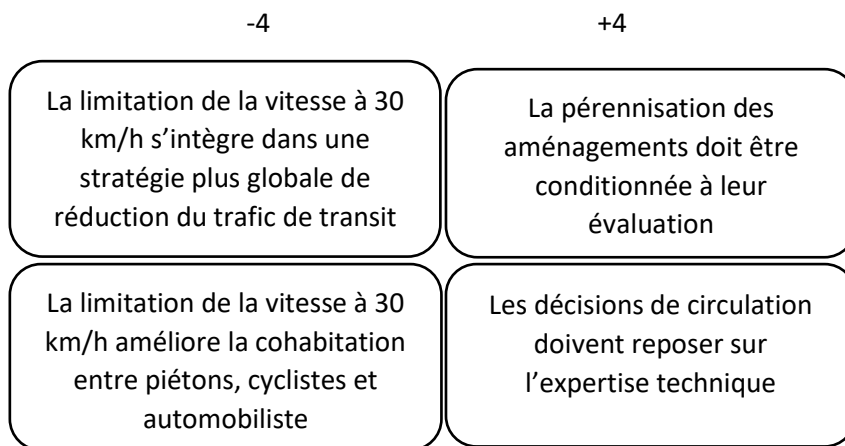 -4
+4
La limitation de la vitesse à 30
km/h s’intègre dans une
stratégie plus globale de
réduction du trafic de transit
La pérennisation des
aménagements doit être
conditionnée à leur
évaluation
La limitation de la vitesse à 30
km/h améliore la cohabitation
entre piétons, cyclistes et
automobiliste
Les décisions de circulation
doivent reposer sur
l’expertise technique